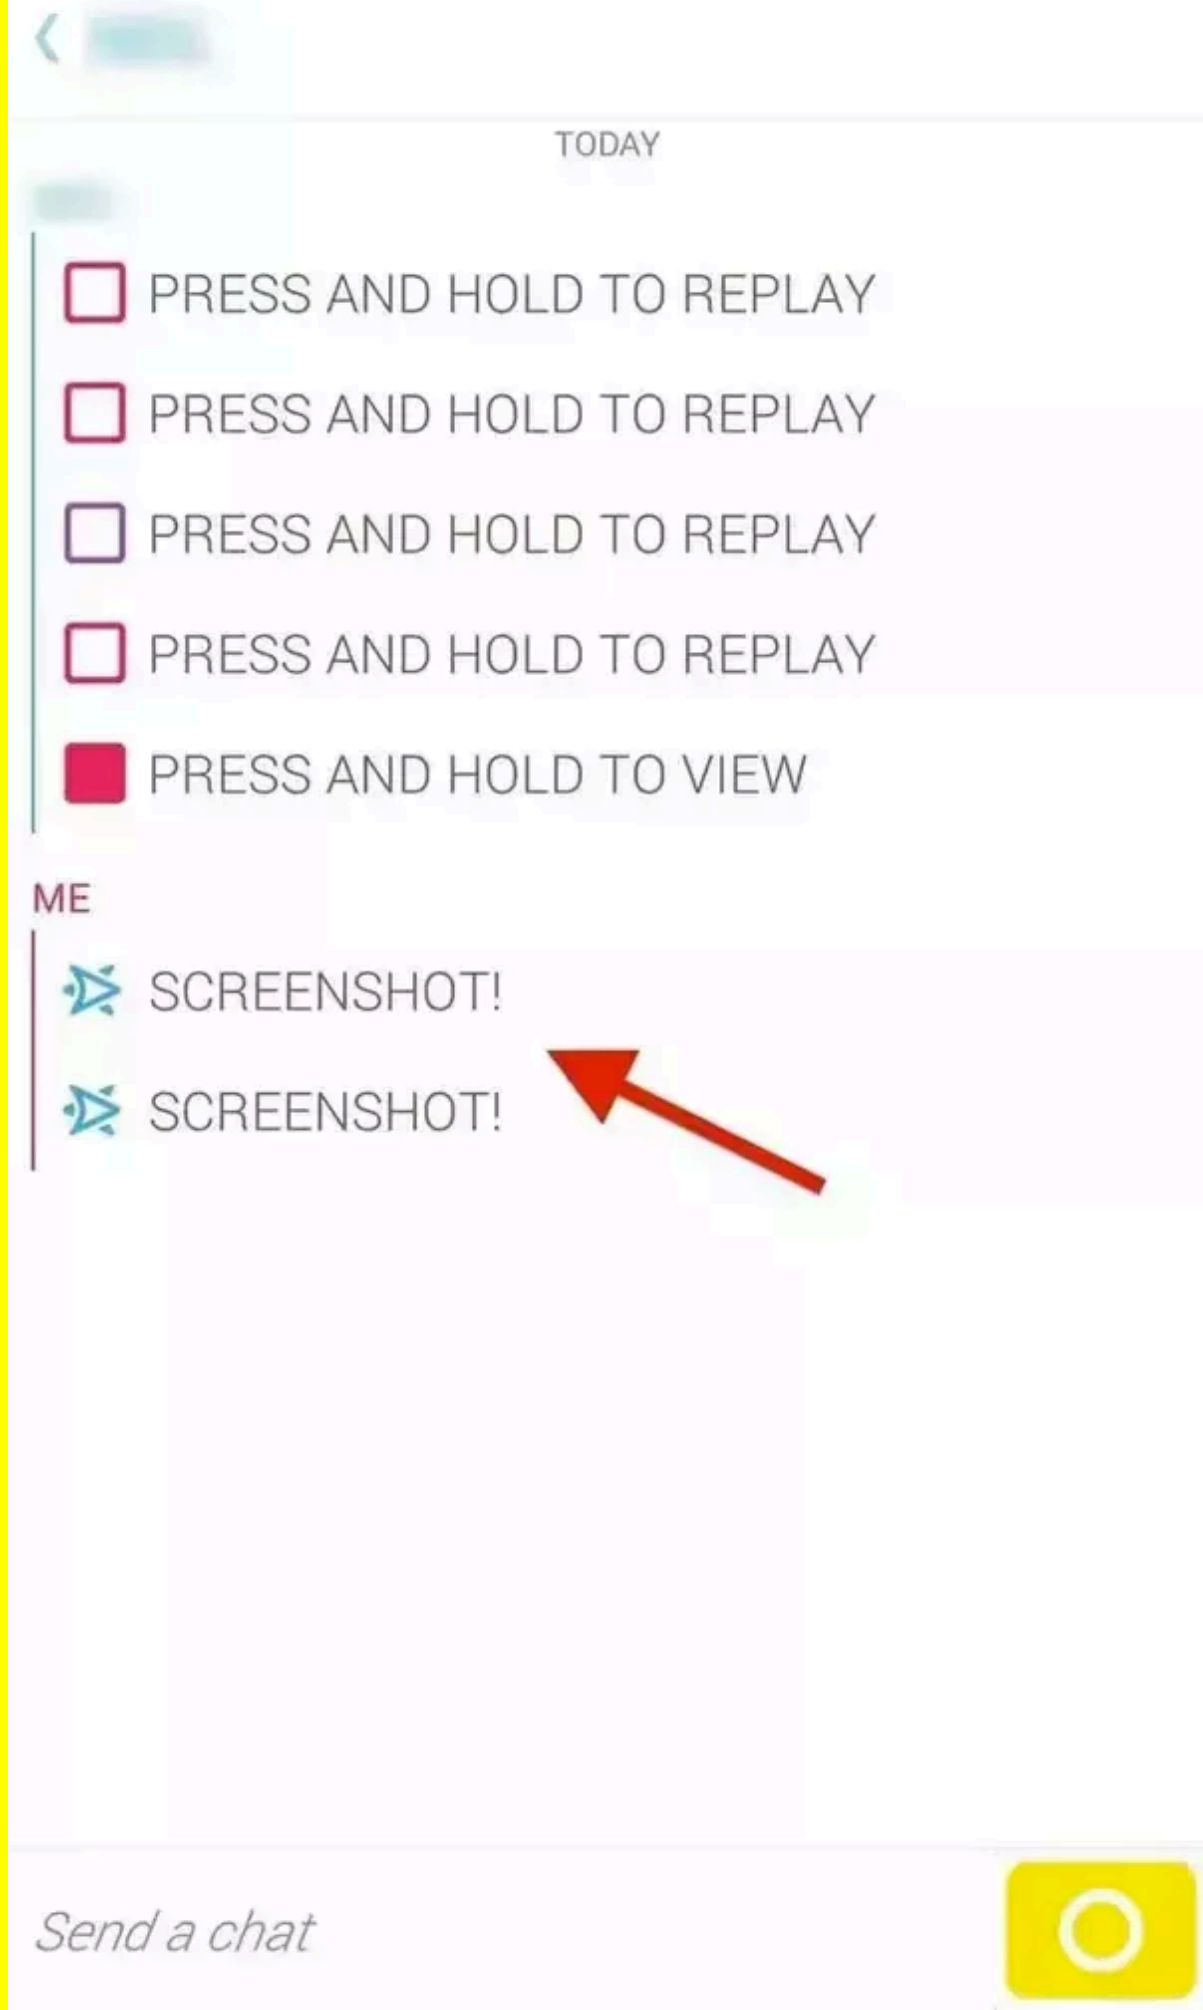 TODAY
PRESS AND HOLD TO REPLAY
PRESS AND HOLD TO REPLAY
PRESS AND HOLD TO REPLAY
PRESS AND HOLD TO REPLAY
PRESS AND HOLD TO VIEW
ME
SCREENSHOT!
SCREENSHOT!
Send a chat